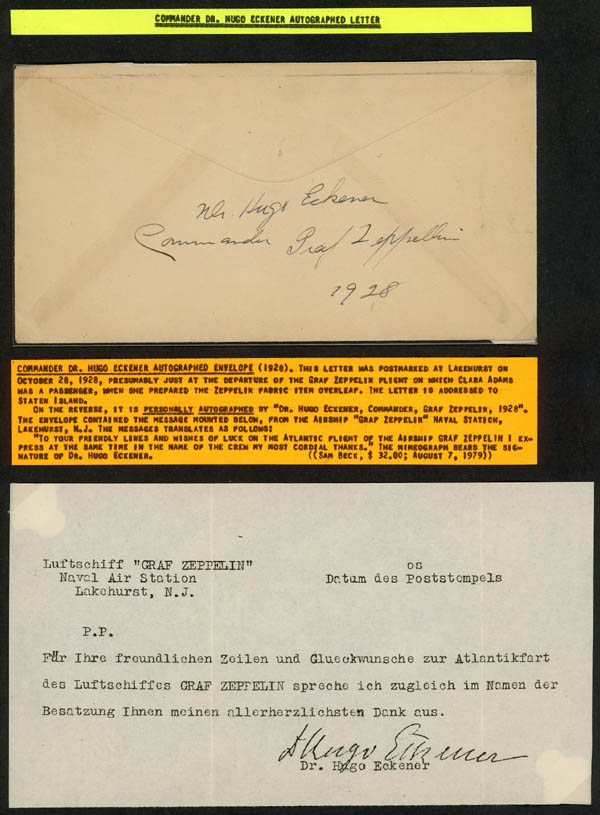 COMMANDER DR. HUGO ECKENER AUTOGRAPHED LETTER
Dr. Hugo Eckener
Commander Graf Zeppelin
1928
COMMANDER DR. HUGO ECKENER AUTOGRAPHED ENVELOPE (1928). THIS LETTER WAS POSTMARKED AT LAKEHURST ON
OCTOBER 28, 1928, PRESUMABLY JUST AT THE DEPARTURE OF THE GRAF ZEPPELIN FLIGHT ON WHICH CLARA ADAMS
WAS A PASSENGER, WHEN SHE PREPARED THE ZEPPELIN FABRIC ITEM OVERLEAF. THE LETTER IS ADDRESSED TO
STATEN ISLAND.
ON THE REVERSE, IT IS PERSONALLY AUTOGRAPHED BY "DR. HUGO ECKENER, COMMANDER, GRAF ZEPPELIN, 1928".
THE ENVELOPE CONTAINED THE MESSAGE MOUNTED BELOW, FROM THE AIRSHIP "GRAF ZEPPELIN" NAVAL STATION,
LAKEHURST, N.J. THE MESSAGES TRANSLATES AS FOLLOWS:
"TO YOUR FRIENDLY LINES AND WISHES OF LUCK ON THE ATLANTIC FLIGHT OF THE AIRSHIP GRAF ZEPPELIN I EX-
PRESS AT THE SAME TIME IN THE NAME OF THE CREW MY MOST CORDIAL THANKS." THE MIMEOGRAPH BEARS THE SIG-
NATURE OF DR. HUGO ECKENER. ((SAM BECK, $ 32.00; AUGUST 7, 1979))
Luftschiff "GRAF ZEPPELIN" os
Naval Air Station Datum des Poststempels
Lakehurst, N.J.
P.P.
Für Ihre freundlichen Zeilen und Glueckwunsche zur Atlantikfart
des Luftschiffes GRAF ZEPPELIN spreche ich zugleich im Namen der
Besatzung Ihnen meinen allerherzlichsten Dank aus.
Dr Hugo Eckener
Dr. Hugo Eckener